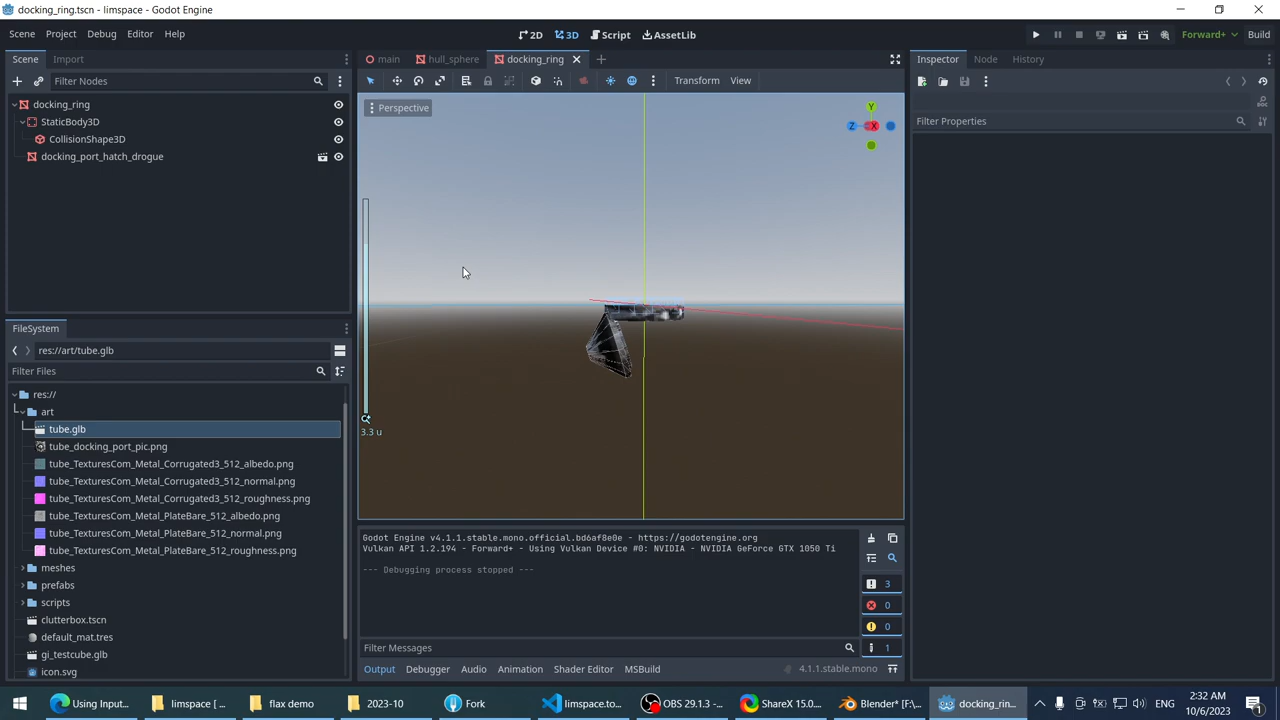 docking_ring.tscn - limspace - Godot Engine
Scene Project Debug Editor Help
2D 3D Script AssetLib
Forward+ Build
Scene Import
main hull_sphere docking_ring
Inspector Node History
Filter Nodes
Transform View
docking_ring
StaticBody3D
CollisionShape3D
docking_port_hatch_drogue
Perspective
Y
Z X
Filter Properties
3.3 u
FileSystem
res://art/tube.glb
Filter Files
res://
art
tube.glb
tube_docking_port_pic.png
tube_TexturesCom_Metal_Corrugated3_512_albedo.png
tube_TexturesCom_Metal_Corrugated3_512_normal.png
tube_TexturesCom_Metal_Corrugated3_512_roughness.png
tube_TexturesCom_Metal_PlateBare_512_albedo.png
tube_TexturesCom_Metal_PlateBare_512_normal.png
tube_TexturesCom_Metal_PlateBare_512_roughness.png
meshes
prefabs
scripts
clutterbox.tscn
default_mat.tres
gi_testcube.glb
icon.svg
Godot Engine v4.1.1.stable.mono.official.bd6af8e0e - https://godotengine.org
Vulkan API 1.2.194 - Forward+ - Using Vulkan Device #0: NVIDIA - NVIDIA GeForce GTX 1050 Ti
--- Debugging process stopped ---
3
0
0
1
Filter Messages
Output Debugger Audio Animation Shader Editor MSBuild
4.1.1.stable.mono
Using Input... limspace [ ... flax demo 2023-10 Fork limspace.to... OBS 29.1.3 - ... ShareX 15.0.... Blender* [F:\... docking_rin...
2:32 AM
10/6/2023
1